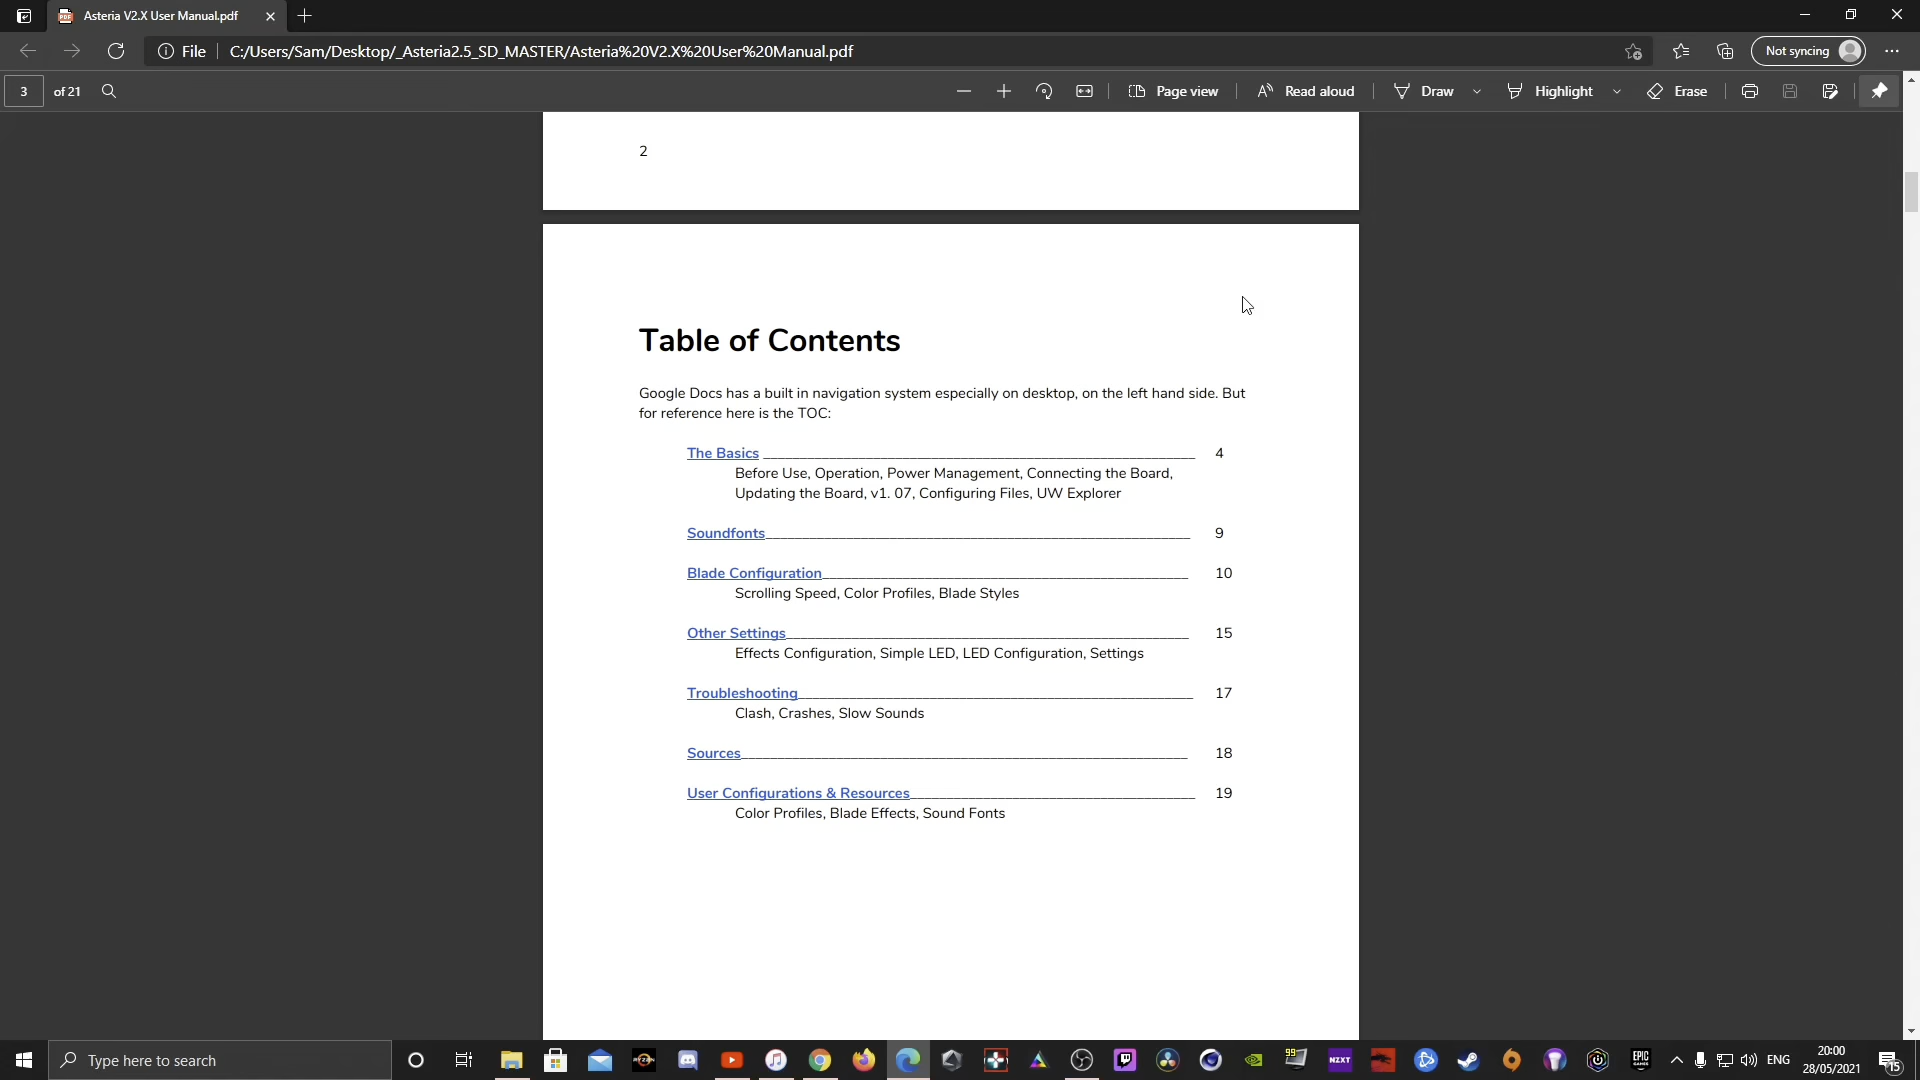 Asteria V2.X User Manual.pdf
File
C:/Users/Sam/Desktop/_Asteria2.5_SD_MASTER/Asteria%20V2.X%20User%20Manual.pdf
Not syncing
3 of 21
Page view
Read aloud
Draw
Highlight
Erase
2
Table of Contents
Google Docs has a built in navigation system especially on desktop, on the left hand side. But
for reference here is the TOC:
The Basics 4
Before Use, Operation, Power Management, Connecting the Board,
Updating the Board, v1. 07, Configuring Files, UW Explorer
Soundfonts 9
Blade Configuration 10
Scrolling Speed, Color Profiles, Blade Styles
Other Settings 15
Effects Configuration, Simple LED, LED Configuration, Settings
Troubleshooting 17
Clash, Crashes, Slow Sounds
Sources 18
User Configurations & Resources 19
Color Profiles, Blade Effects, Sound Fonts
Type here to search
RYZEN
99
NZXT
EPIC GAMES
ENG
20:00
28/05/2021
15